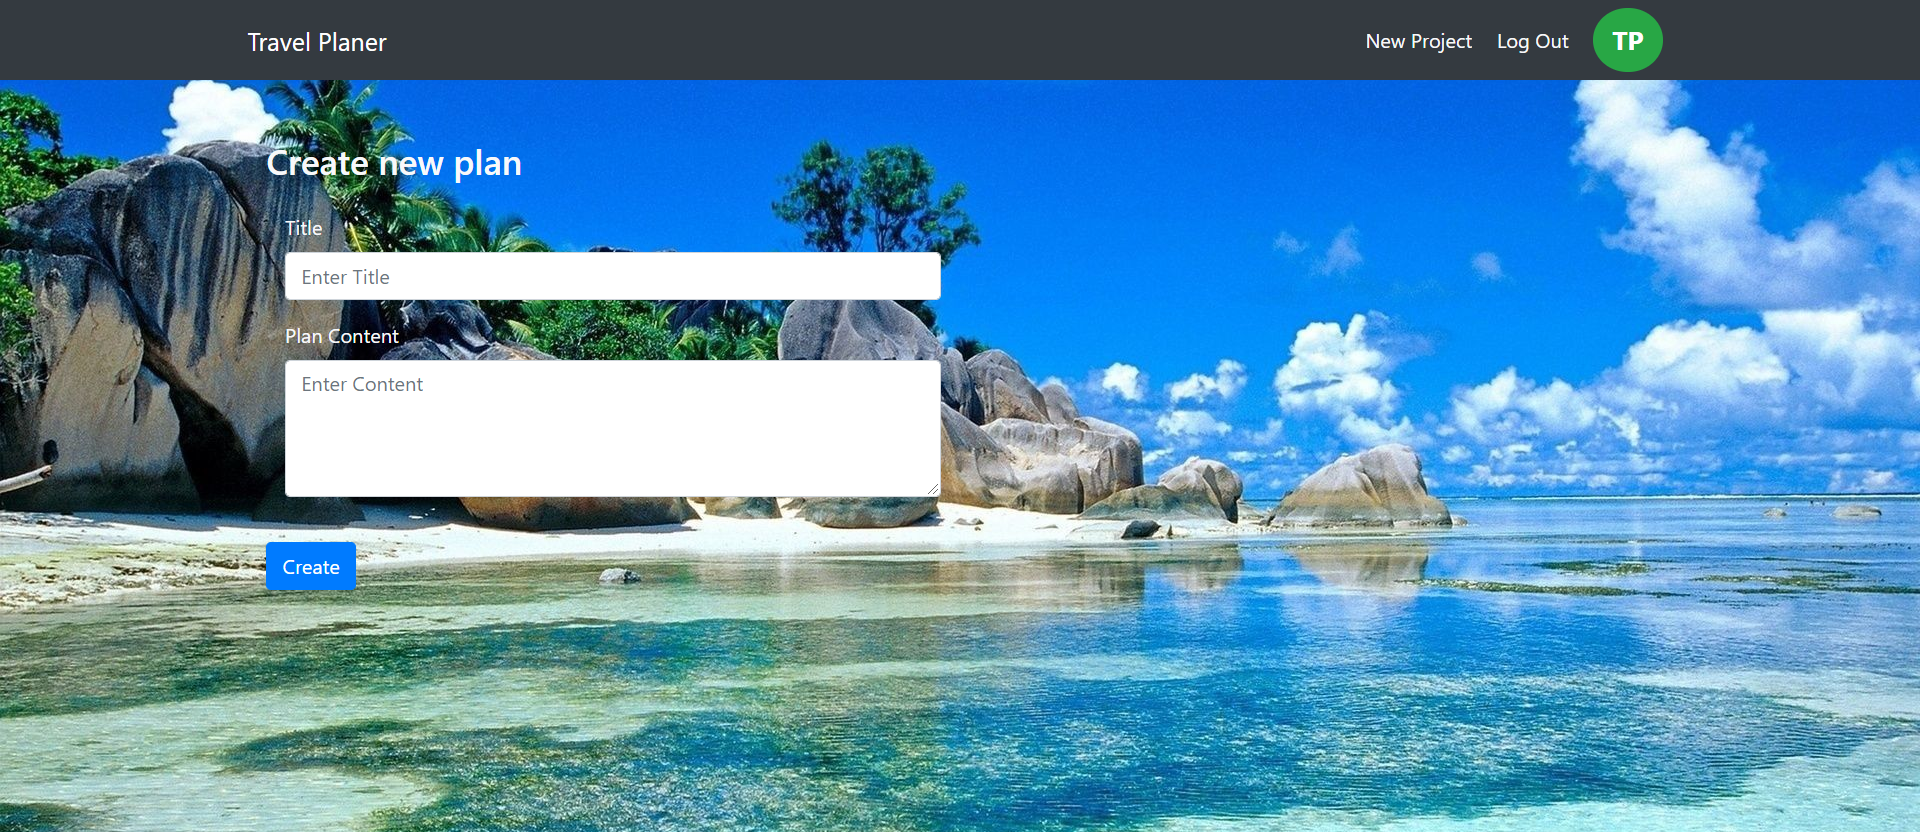 Travel Planer
New Project
Log Out
TP
Create new plan
Title
Enter Title
Plan Content
Enter Content
Create